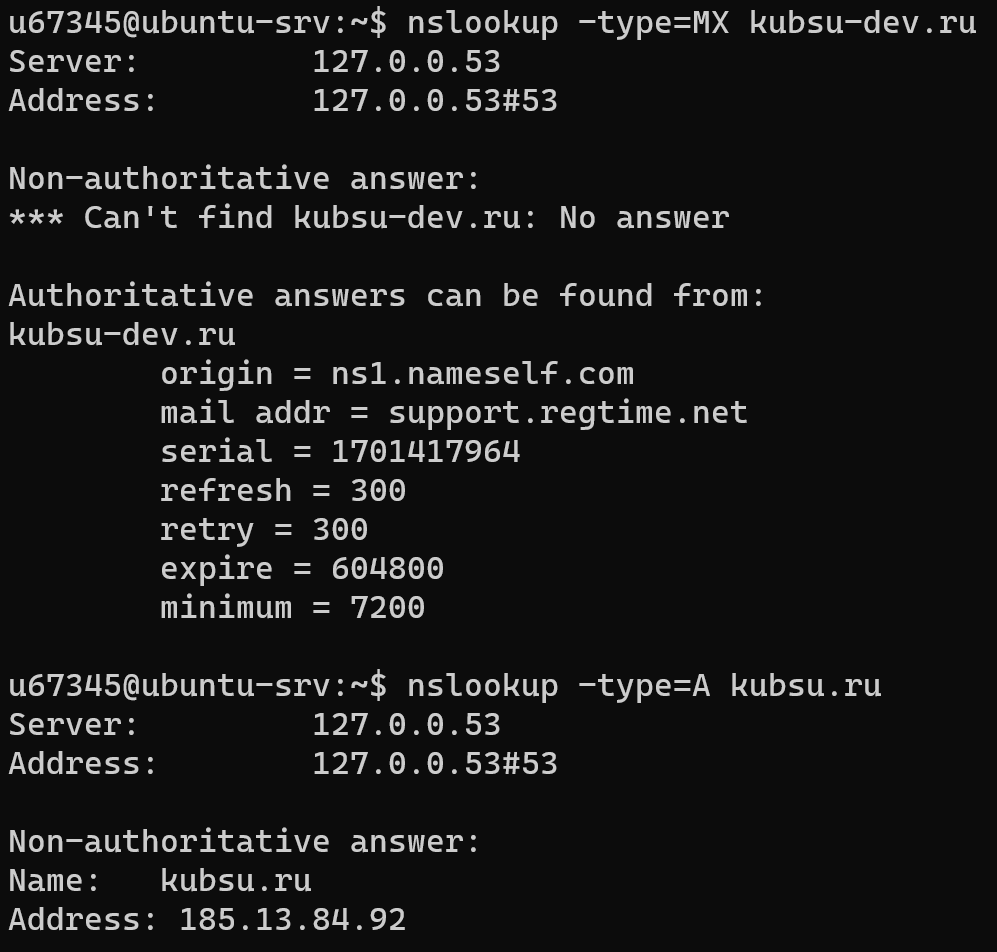 u67345@ubuntu-srv:~$ nslookup -type=MX kubsu-dev.ru
Server:         127.0.0.53
Address:        127.0.0.53#53

Non-authoritative answer:
*** Can't find kubsu-dev.ru: No answer

Authoritative answers can be found from:
kubsu-dev.ru
        origin = ns1.nameself.com
        mail addr = support.regtime.net
        serial = 1701417964
        refresh = 300
        retry = 300
        expire = 604800
        minimum = 7200

u67345@ubuntu-srv:~$ nslookup -type=A kubsu.ru
Server:         127.0.0.53
Address:        127.0.0.53#53

Non-authoritative answer:
Name:   kubsu.ru
Address: 185.13.84.92